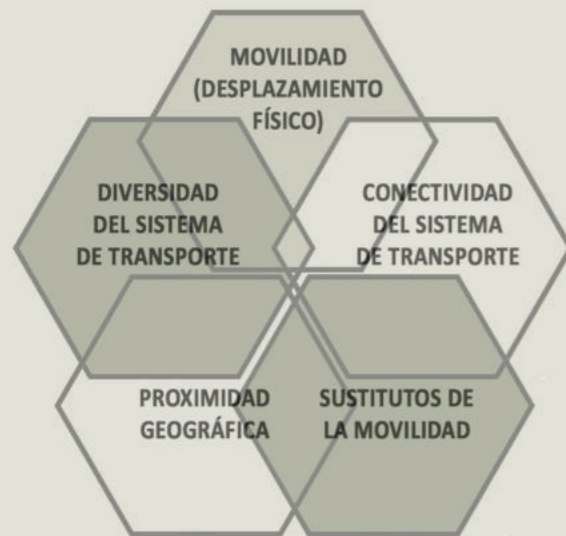 MOVILIDAD
(DESPLAZAMIENTO
FÍSICO)
DIVERSIDAD
DEL SISTEMA
DE TRANSPORTE
CONECTIVIDAD
DEL SISTEMA
DE TRANSPORTE
PROXIMIDAD
GEOGRÁFICA
SUSTITUTOS DE
LA MOVILIDAD